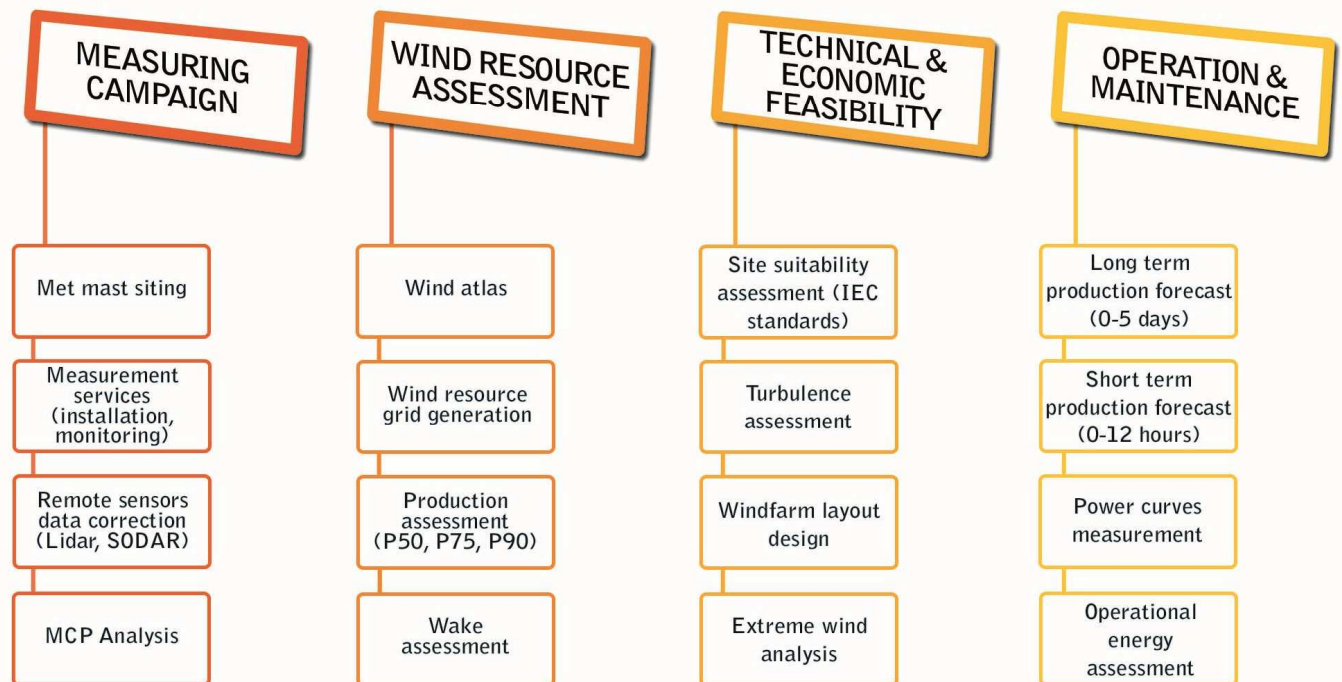 MEASURING
CAMPAIGN
Met mast siting
Measurement
services
(installation,
monitoring)
Remote sensors
data correction
(Lidar, SODAR)
MCP Analysis
WIND RESOURCE
ASSESSMENT
Wind atlas
Wind resource
grid generation
Production
assessment
(P50, P75, P90)
Wake
assessment
TECHNICAL &
ECONOMIC
FEASIBILITY
Site suitability
assessment (IEC
standards)
Turbulence
assessment
Windfarm layout
design
Extreme wind
analysis
OPERATION &
MAINTENANCE
Long term
production forecast
(0-5 days)
Short term
production forecast
(0-12 hours)
Power curves
measurement
Operational
energy
assessment